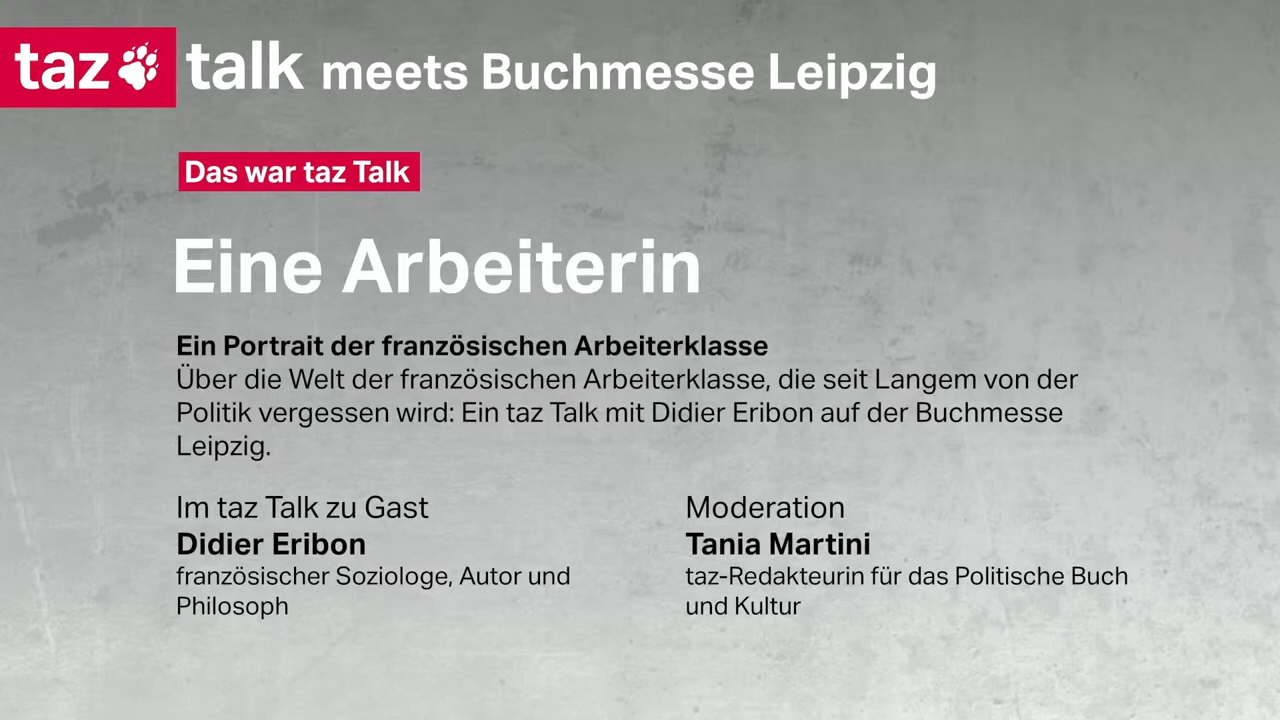 taz talk meets Buchmesse Leipzig
Das war taz Talk
Eine Arbeiterin
Ein Portrait der französischen Arbeiterklasse
Über die Welt der französischen Arbeiterklasse, die seit Langem von der
Politik vergessen wird: Ein taz Talk mit Didier Eribon auf der Buchmesse
Leipzig.
Im taz Talk zu Gast
Didier Eribon
französischer Soziologe, Autor und
Philosoph
Moderation
Tania Martini
taz-Redakteurin für das Politische Buch
und Kultur